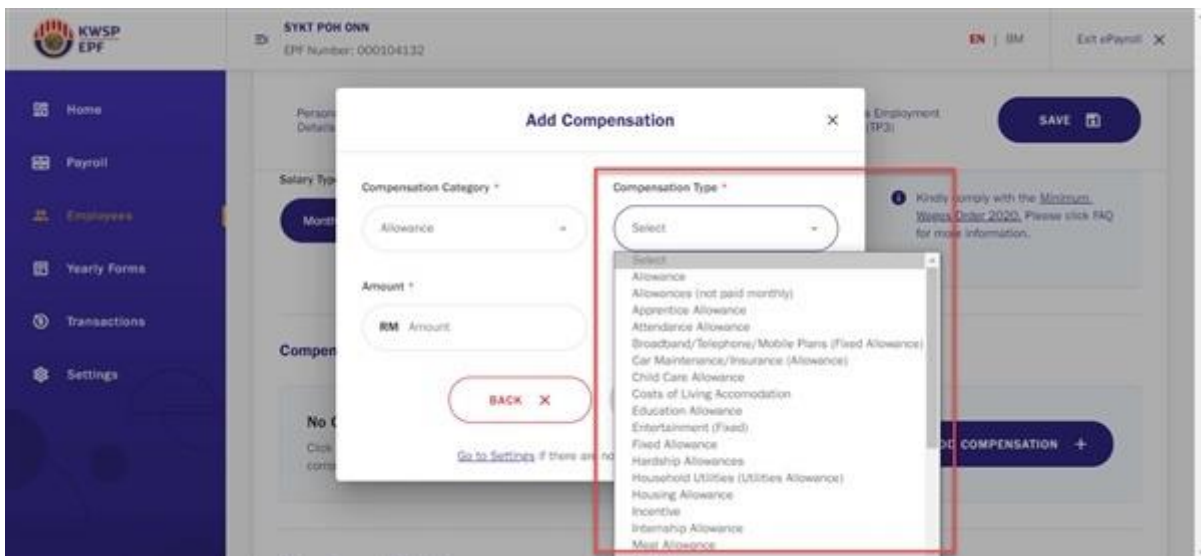 KWSP
EPF
SYKT POH ONN
EPF Number: 000104132
EN | BM
Exit ePayroll
Home
Payroll
Employees
Yearly Forms
Transactions
Settings
Details
Employment
(TP3)
SAVE
Salary
Add Compensation
Compensation Category *
Allowance
Compensation Type *
Select
Amount *
RM Amount
BACK
Go to Settings if there are no
Select
Allowance
Allowances (not paid monthly)
Apprentice Allowance
Attendance Allowance
Broadband/Telephone/Mobile Plans (Fixed Allowance)
Car Maintenance/Insurance (Allowance)
Child Care Allowance
Costs of Living Accomodation
Education Allowance
Entertainment (Fixed)
Fixed Allowance
Hardship Allowances
Household Utilities (Utilities Allowance)
Housing Allowance
Incentive
Internship Allowance
Meal Allowance
Kindly comply with the Minimum
Wages Order 2020. Please click FAQ
for more information.
Compen
No
Click
COMPENSATION +